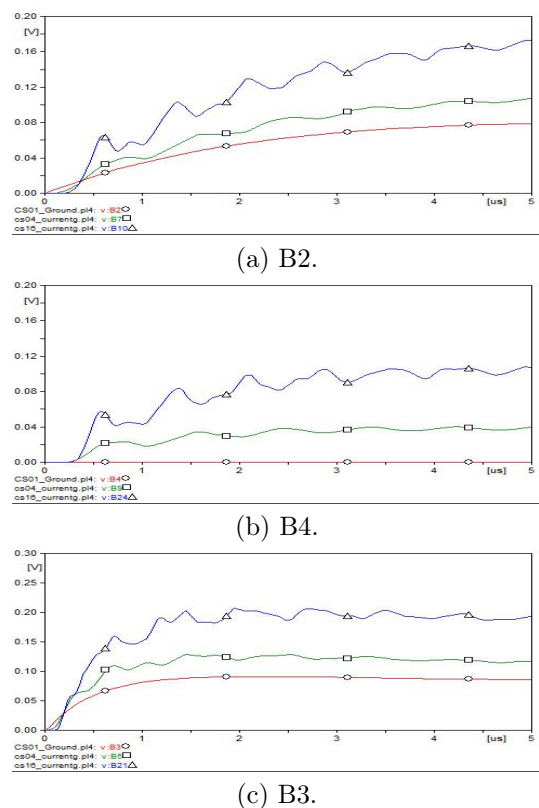 0.20
[V]
0.16
0.12
0.08
0.04
0.00
0 1 2 3 4 [us] 5
CS01_Ground.pl4: v:B2
cs04_currentg.pl4: v:B7
cs16_currentg.pl4: v:B10
(a) B2.
0.20
[V]
0.16
0.12
0.08
0.04
0.00
0 1 2 3 4 [us] 5
CS01_Ground.pl4: v:B4
cs04_currentg.pl4: v:B9
cs16_currentg.pl4: v:B24
(b) B4.
0.30
[V]
0.25
0.20
0.15
0.10
0.05
0.00
0 1 2 3 4 [us] 5
CS01_Ground.pl4: v:B3
cs04_currentg.pl4:
cs16_currentg.pl4: v:B21
(c) B3.